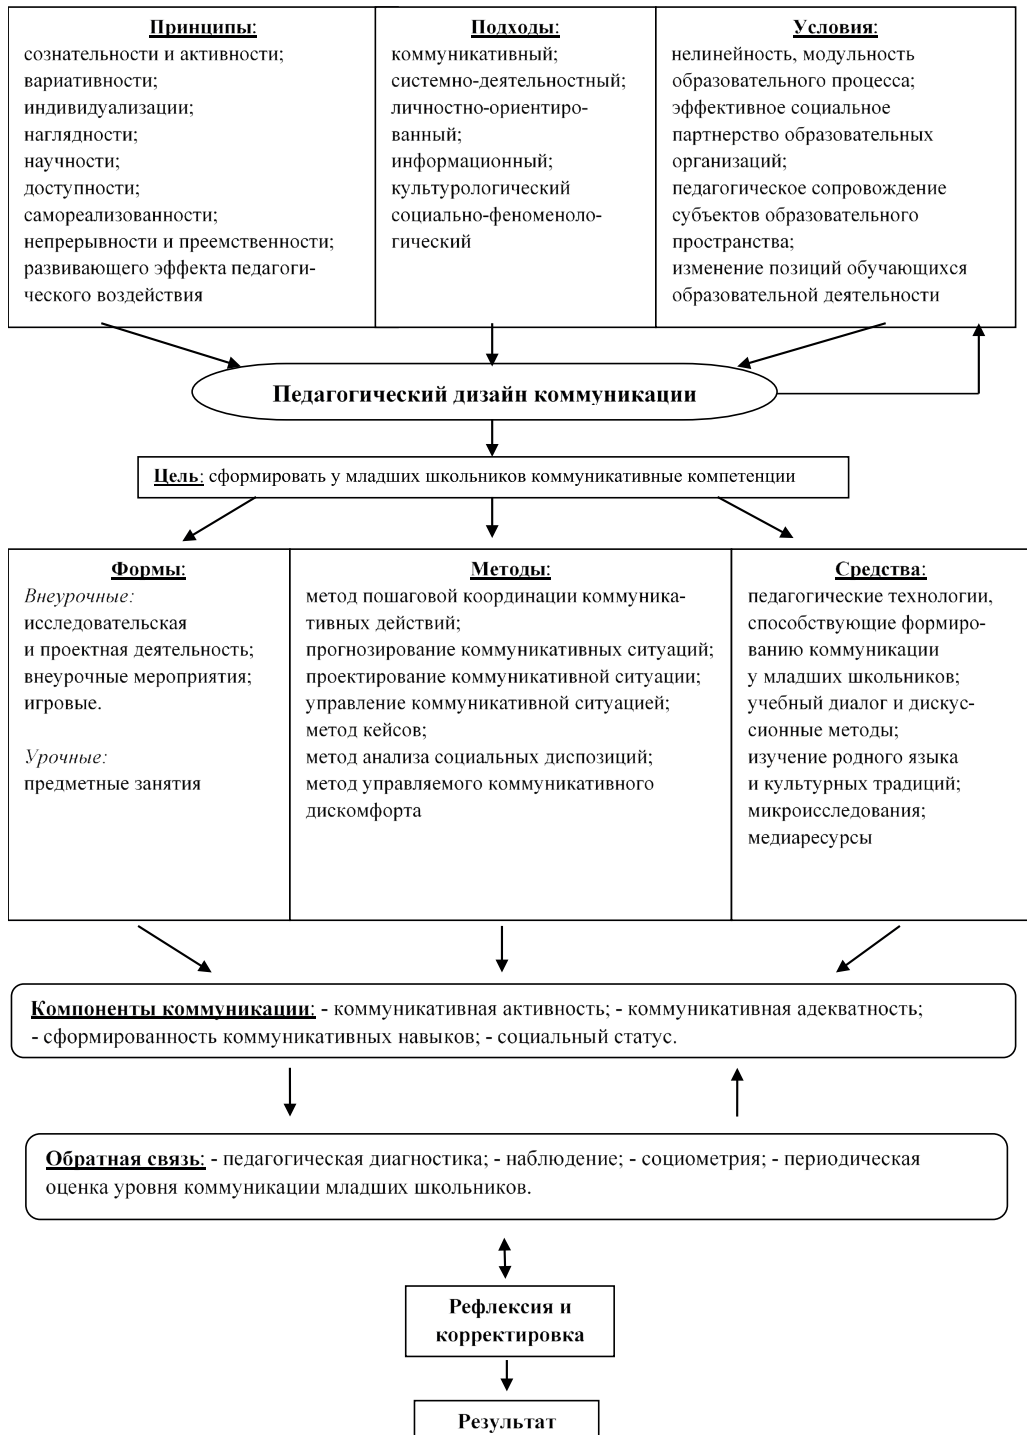 Принципы:
сознательности и активности;
вариативности;
индивидуализации;
наглядности;
научности;
доступности;
самореализованности;
непрерывности и преемственности;
развивающего эффекта педагоги-
ческого воздействия
Подходы:
коммуникативный;
системно-деятельностный;
личностно-ориентиро-
ванный;
информационный;
культурологический
социально-феноменоло-
гический
Условия:
нелинейность, модульность
образовательного процесса;
эффективное социальное
партнерство образовательных
организаций;
педагогическое сопровождение
субъектов образовательного
пространства;
изменение позиций обучающихся
образовательной деятельности
Педагогический дизайн коммуникации
Цель: сформировать у младших школьников коммуникативные компетенции
Формы:
Внеурочные:
исследовательская
и проектная деятельность;
внеурочные мероприятия;
игровые.
Урочные:
предметные занятия
Методы:
метод пошаговой координации коммуника-
тивных действий;
прогнозирование коммуникативных ситуаций;
проектирование коммуникативной ситуации;
управление коммуникативной ситуацией;
метод кейсов;
метод анализа социальных диспозиций;
метод управляемого коммуникативного
дискомфорта
Средства:
педагогические технологии,
способствующие формиро-
ванию коммуникации
у младших школьников;
учебный диалог и дискус-
сионные методы;
изучение родного языка
и культурных традиций;
микроисследования;
медиаресурсы
Компоненты коммуникации: - коммуникативная активность; - коммуникативная адекватность;
- сформированность коммуникативных навыков; - социальный статус.
Обратная связь: - педагогическая диагностика; - наблюдение; - социометрия; - периодическая
оценка уровня коммуникации младших школьников.
Рефлексия и
корректировка
Результат